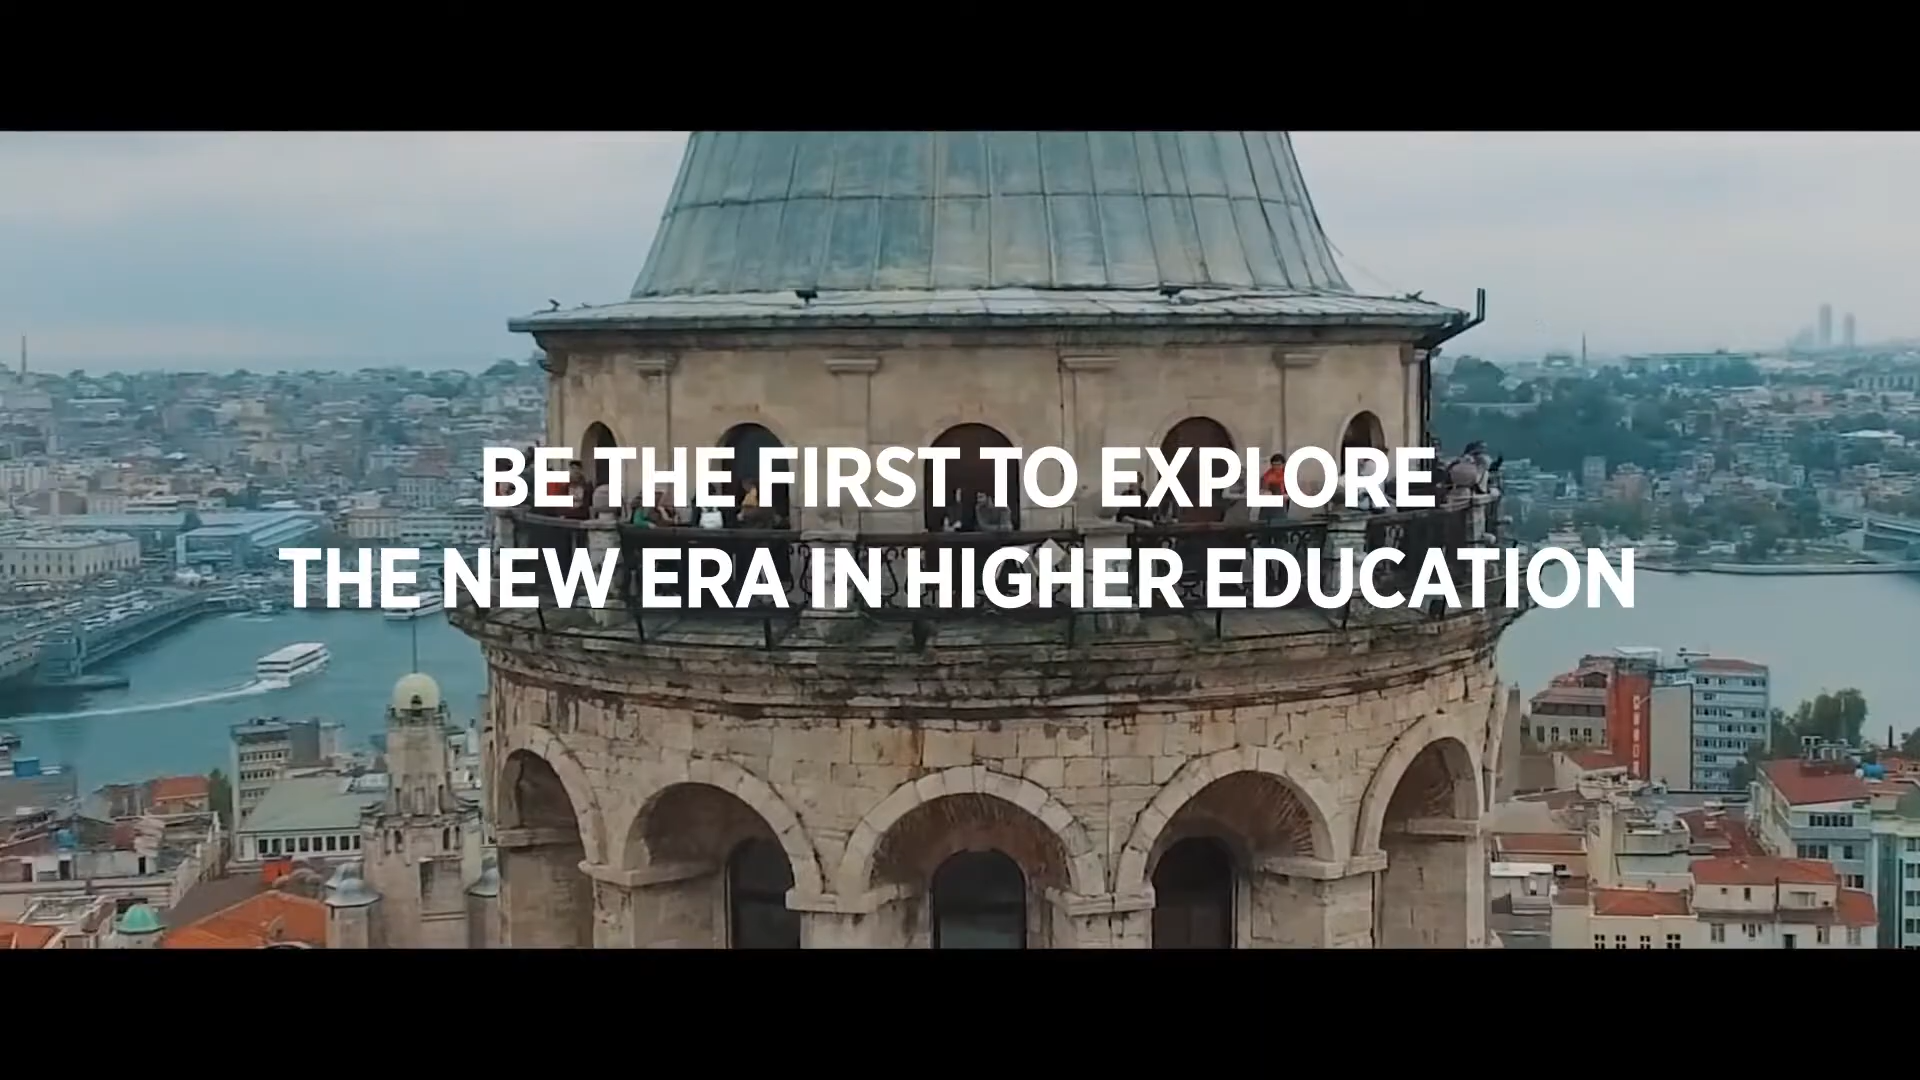 BE THE FIRST TO EXPLORE
THE NEW ERA IN HIGHER EDUCATION